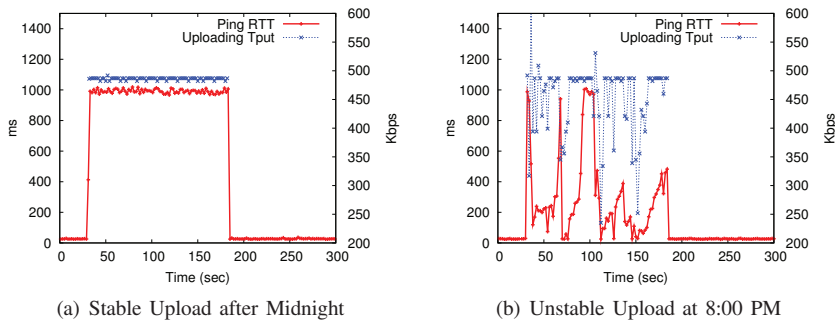 Ping RTT
Uploading Tput
1400
1200
1000
800
600
400
200
0
ms
600
550
500
450
400
350
300
250
200
Kbps
0 50 100 150 200 250 300
Time (sec)
(a) Stable Upload after Midnight
Ping RTT
Uploading Tput
1400
1200
1000
800
600
400
200
0
ms
600
550
500
450
400
350
300
250
200
Kbps
0 50 100 150 200 250 300
Time (sec)
(b) Unstable Upload at 8:00 PM